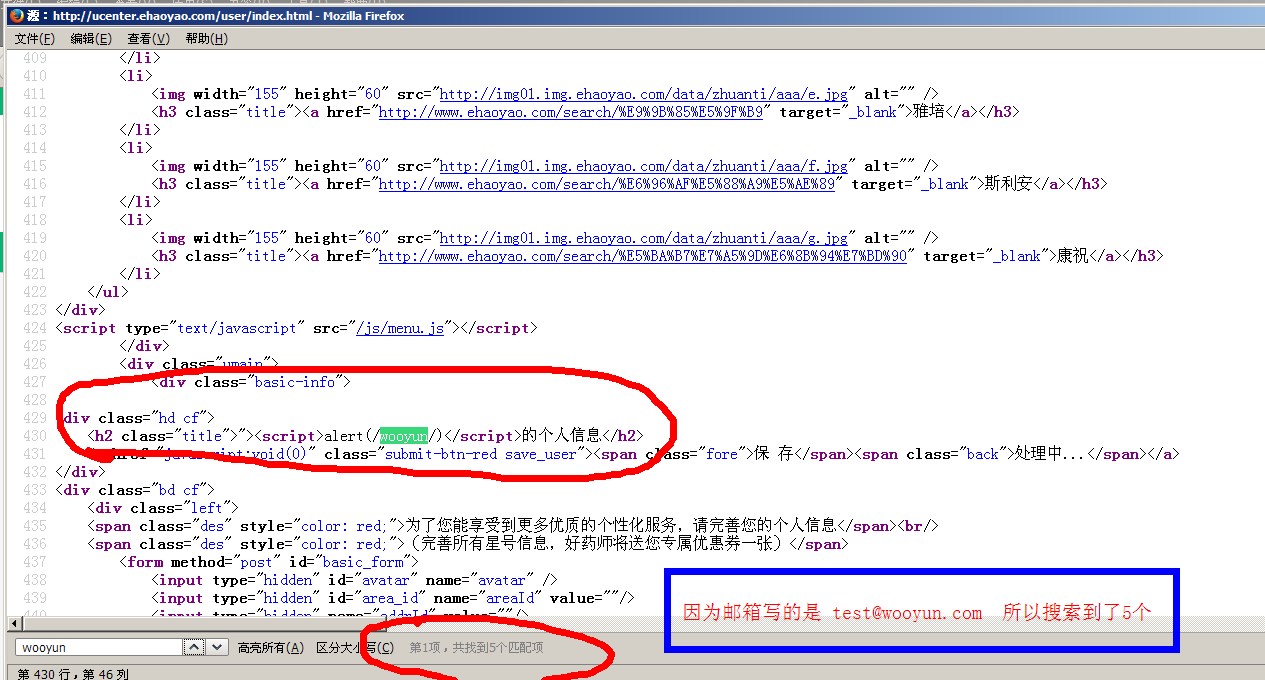 源：http://ucenter.ehaoyao.com/user/index.html - Mozilla Firefox
文件(F) 编辑(E) 查看(V) 帮助(H)
409 </li>
410 <li>
411 <img width="155" height="60" src="http://img01.img.ehaoyao.com/data/zhuanti/aaa/e.jpg" alt="" />
412 <h3 class="title"><a href="http://www.ehaoyao.com/search/%E9%9B%85%E5%9F%B9" target="_blank">雅培</a></h3>
413 </li>
414 <li>
415 <img width="155" height="60" src="http://img01.img.ehaoyao.com/data/zhuanti/aaa/f.jpg" alt="" />
416 <h3 class="title"><a href="http://www.ehaoyao.com/search/%E6%96%AF%E5%88%A9%E5%AE%89" target="_blank">斯利安</a></h3>
417 </li>
418 <li>
419 <img width="155" height="60" src="http://img01.img.ehaoyao.com/data/zhuanti/aaa/g.jpg" alt="" />
420 <h3 class="title"><a href="http://www.ehaoyao.com/search/%E5%BA%B7%E7%A5%9D%E6%8B%94%E7%BD%90" target="_blank">康祝</a></h3>
421 </li>
422 </ul>
423 </div>
424 <script type="text/javascript" src="/js/menu.js"></script>
425 </div>
426 <div class="umain">
427 <div class="basic-info">
428
429 div class="hd cf">
430 <h2 class="title">"><script>alert(/wooyun/)</script>的个人信息</h2>
431 href="javascript:void(0)" class="submit-btn-red save_user"><span class="fore">保 存</span><span class="back">处理中...</span></a>
432 </div>
433 <div class="bd cf">
434 <div class="left">
435 <span class="des" style="color: red;">为了您能享受到更多优质的个性化服务，请完善您的个人信息</span><br/>
436 <span class="des" style="color: red;">（完善所有星号信息，好药师将送您专属优惠券一张）</span>
437 <form method="post" id="basic_form">
438 <input type="hidden" id="avatar" name="avatar" />
439 <input type="hidden" id="area_id" name="areaId" value=""/>
440 <input type="hidden" name="addrId" value=""/>
因为邮箱写的是 test@wooyun.com 所以搜索到了5个
wooyun 高亮所有(A) 区分大小写(C) 第1项，共找到5个匹配项
第 430 行，第 46 列